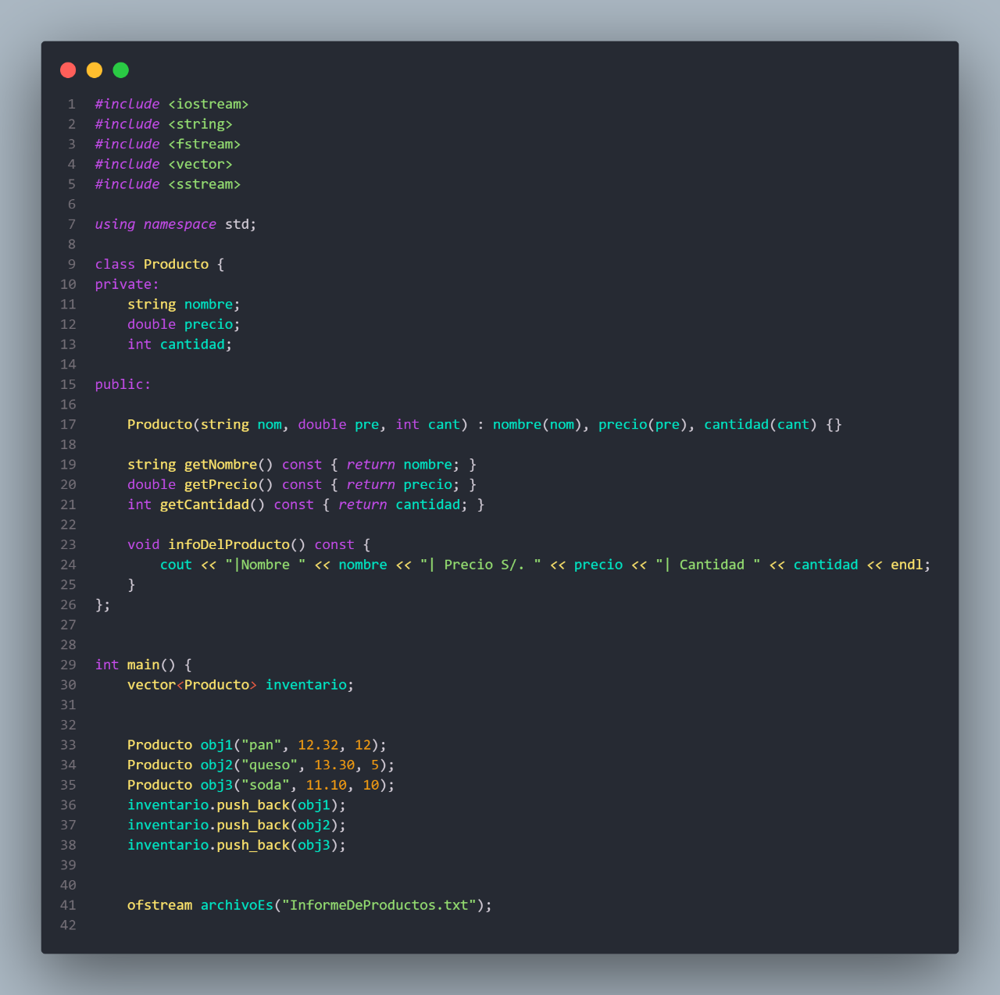 1 #include <iostream>
2 #include <string>
3 #include <fstream>
4 #include <vector>
5 #include <sstream>
6
7 using namespace std;
8
9 class Producto {
10 private:
11     string nombre;
12     double precio;
13     int cantidad;
14
15 public:
16
17     Producto(string nom, double pre, int cant) : nombre(nom), precio(pre), cantidad(cant) {}
18
19     string getNombre() const { return nombre; }
20     double getPrecio() const { return precio; }
21     int getCantidad() const { return cantidad; }
22
23     void infoDelProducto() const {
24         cout << "|Nombre " << nombre << "| Precio S/. " << precio << "| Cantidad " << cantidad << endl;
25     }
26 };
27
28
29 int main() {
30     vector<Producto> inventario;
31
32
33     Producto obj1("pan", 12.32, 12);
34     Producto obj2("queso", 13.30, 5);
35     Producto obj3("soda", 11.10, 10);
36     inventario.push_back(obj1);
37     inventario.push_back(obj2);
38     inventario.push_back(obj3);
39
40
41     ofstream archivoEs("InformeDeProductos.txt");
42